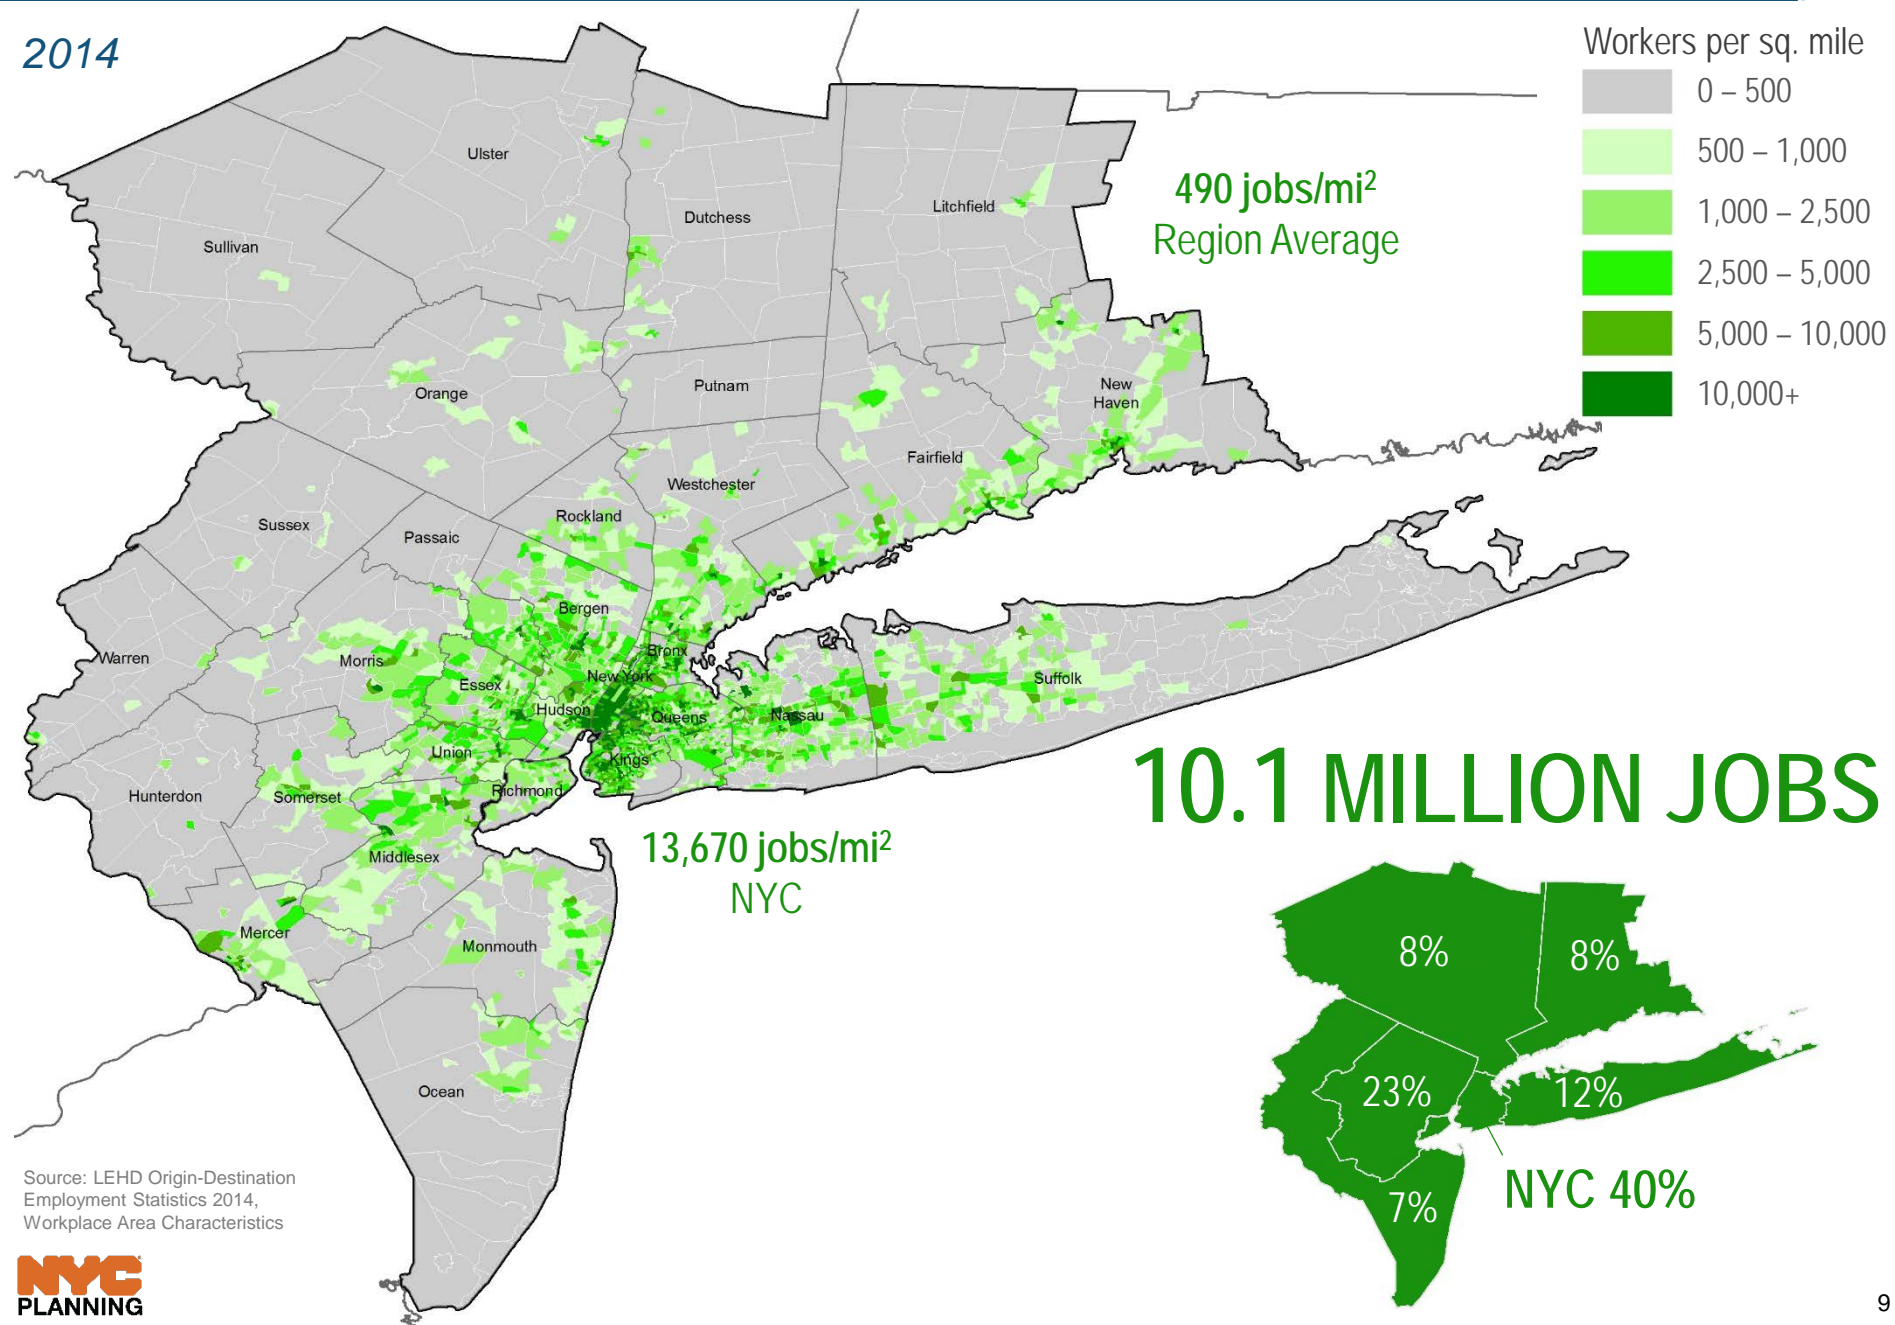 2014
Workers per sq. mile
0 – 500
500 – 1,000
1,000 – 2,500
2,500 – 5,000
5,000 – 10,000
10,000+
490 jobs/mi²
Region Average
Ulster
Dutchess
Litchfield
Sullivan
Orange
Putnam
New
Haven
Fairfield
Westchester
Rockland
Sussex
Passaic
Bergen
Warren
Morris
Bronx
Essex
New York
Hudson
Queens
Nassau
Suffolk
Union
Kings
Richmond
Hunterdon
Somerset
Middlesex
Mercer
Monmouth
Ocean
13,670 jobs/mi²
NYC
10.1 MILLION JOBS
8%
8%
23%
12%
7%
NYC 40%
Source: LEHD Origin-Destination
Employment Statistics 2014,
Workplace Area Characteristics
NYC
PLANNING
9